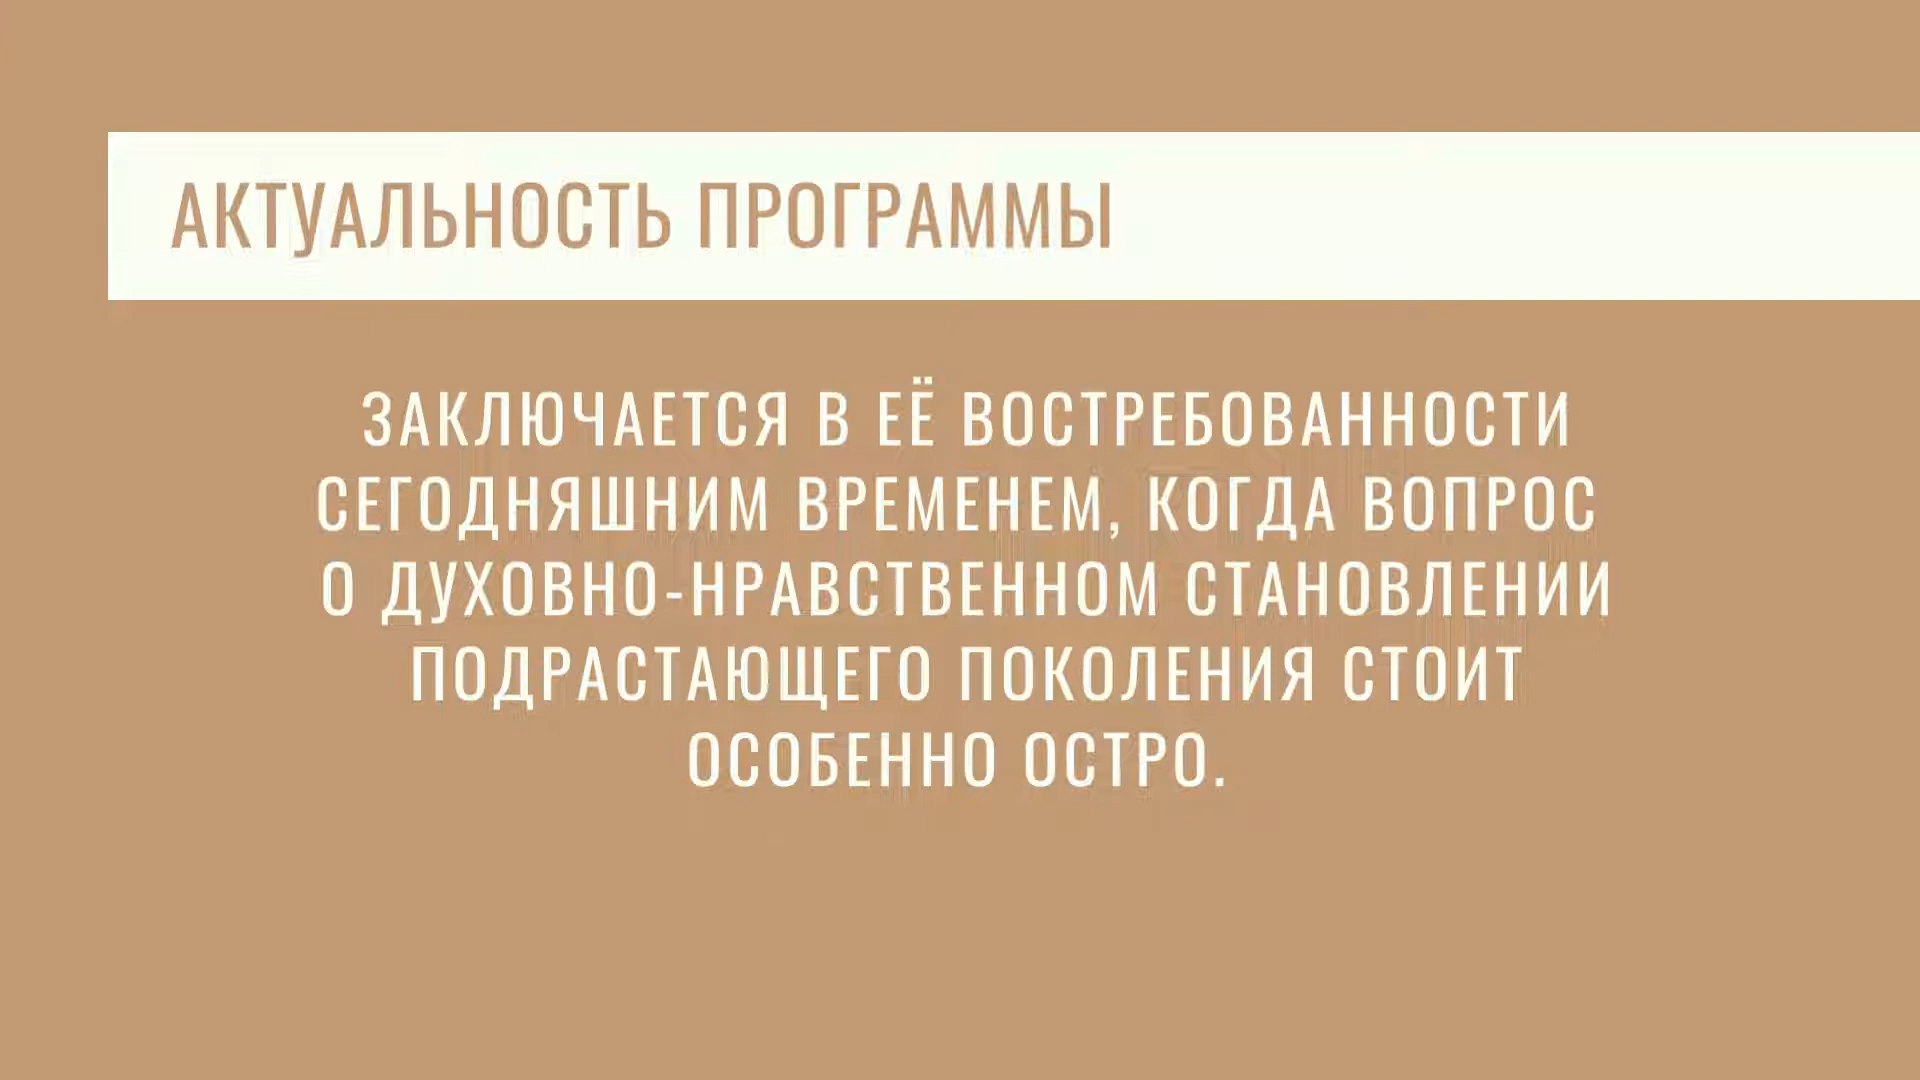 АКТУАЛЬНОСТЬ ПРОГРАММЫ
ЗАКЛЮЧАЕТСЯ В ЕЁ ВОСТРЕБОВАННОСТИ
СЕГОДНЯШНИМ ВРЕМЕНЕМ, КОГДА ВОПРОС
О ДУХОВНО-НРАВСТВЕННОМ СТАНОВЛЕНИИ
ПОДРАСТАЮЩЕГО ПОКОЛЕНИЯ СТОИТ
ОСОБЕННО ОСТРО.